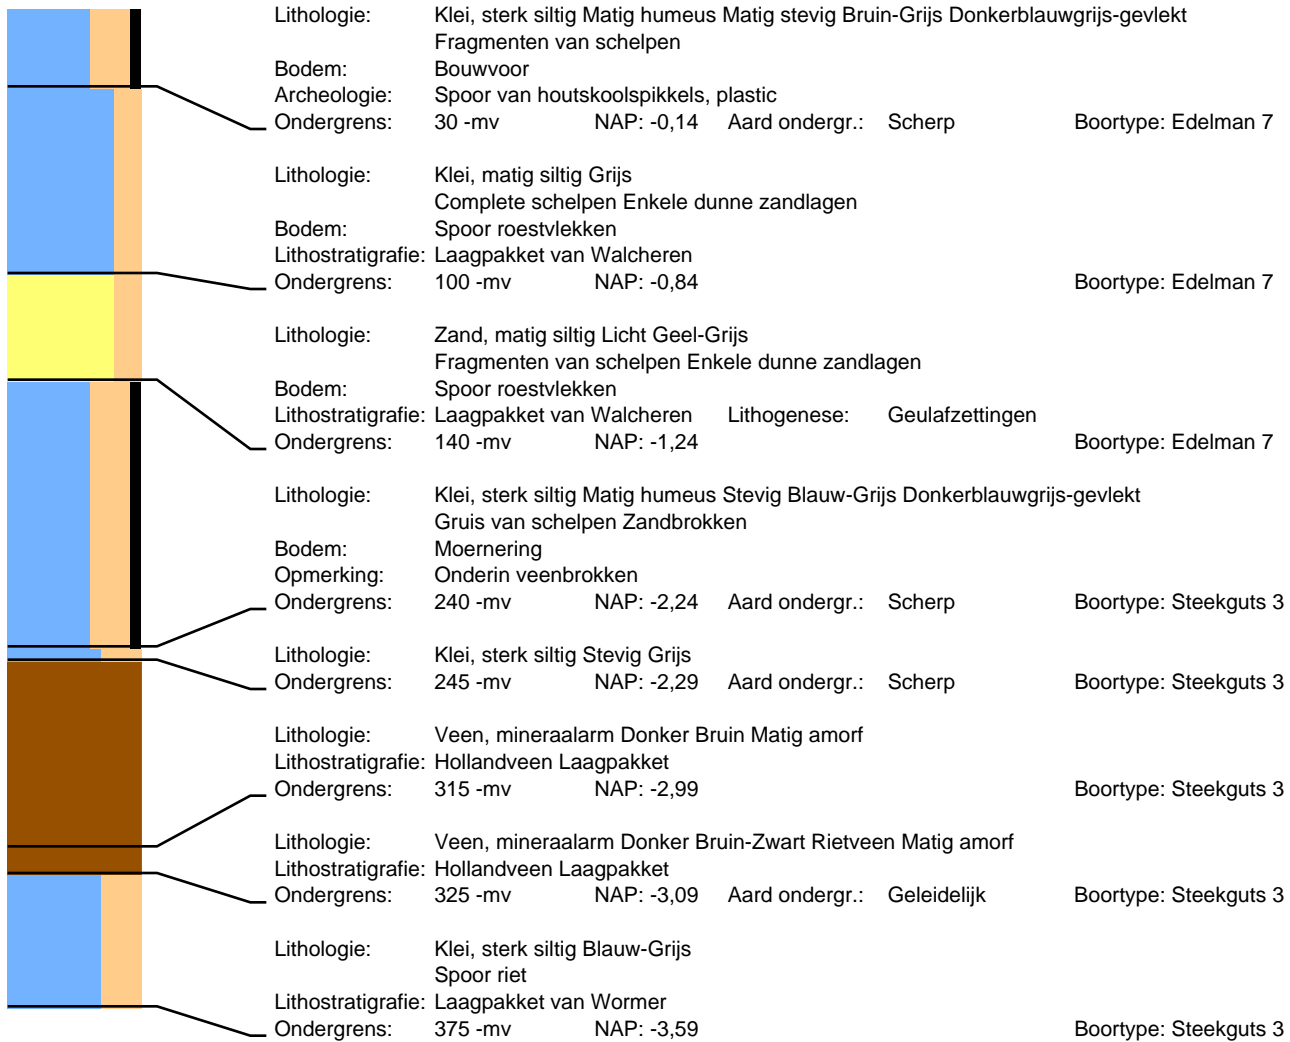 Lithologie: Klei, sterk siltig Matig humeus Matig stevig Bruin-Grijs Donkerblauwgrijs-gevlekt
Fragmenten van schelpen
Bodem: Bouwvoor
Archeologie: Spoor van houtskoolspikkels, plastic
Ondergrens: 30 -mv NAP: -0,14 Aard ondergr.: Scherp Boortype: Edelman 7
Lithologie: Klei, matig siltig Grijs
Complete schelpen Enkele dunne zandlagen
Bodem: Spoor roestvlekken
Lithostratigrafie: Laagpakket van Walcheren
Ondergrens: 100 -mv NAP: -0,84 Boortype: Edelman 7
Lithologie: Zand, matig siltig Licht Geel-Grijs
Fragmenten van schelpen Enkele dunne zandlagen
Bodem: Spoor roestvlekken
Lithostratigrafie: Laagpakket van Walcheren Lithogenese: Geulafzettingen
Ondergrens: 140 -mv NAP: -1,24 Boortype: Edelman 7
Lithologie: Klei, sterk siltig Matig humeus Stevig Blauw-Grijs Donkerblauwgrijs-gevlekt
Gruis van schelpen Zandbrokken
Bodem: Moernering
Opmerking: Onderin veenbrokken
Ondergrens: 240 -mv NAP: -2,24 Aard ondergr.: Scherp Boortype: Steekguts 3
Lithologie: Klei, sterk siltig Stevig Grijs
Ondergrens: 245 -mv NAP: -2,29 Aard ondergr.: Scherp Boortype: Steekguts 3
Lithologie: Veen, mineraalarm Donker Bruin Matig amorf
Lithostratigrafie: Hollandveen Laagpakket
Ondergrens: 315 -mv NAP: -2,99 Boortype: Steekguts 3
Lithologie: Veen, mineraalarm Donker Bruin-Zwart Rietveen Matig amorf
Lithostratigrafie: Hollandveen Laagpakket
Ondergrens: 325 -mv NAP: -3,09 Aard ondergr.: Geleidelijk Boortype: Steekguts 3
Lithologie: Klei, sterk siltig Blauw-Grijs
Spoor riet
Lithostratigrafie: Laagpakket van Wormer
Ondergrens: 375 -mv NAP: -3,59 Boortype: Steekguts 3